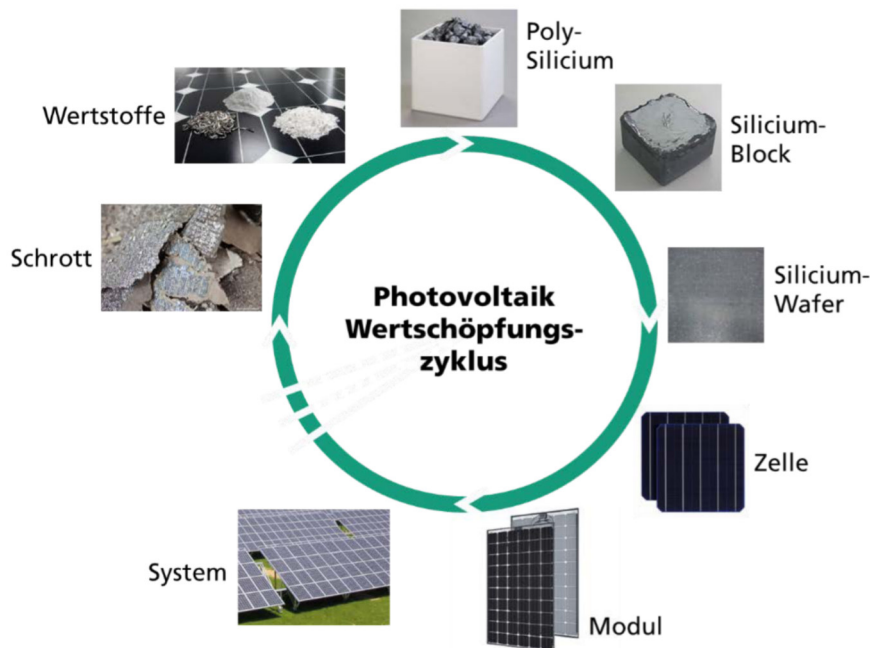 Poly-
Silicium
Wertstoffe
Silicium-
Block
Schrott
Silicium-
Wafer
Photovoltaik
Wertschöpfungs-
zyklus
Zelle
System
Modul